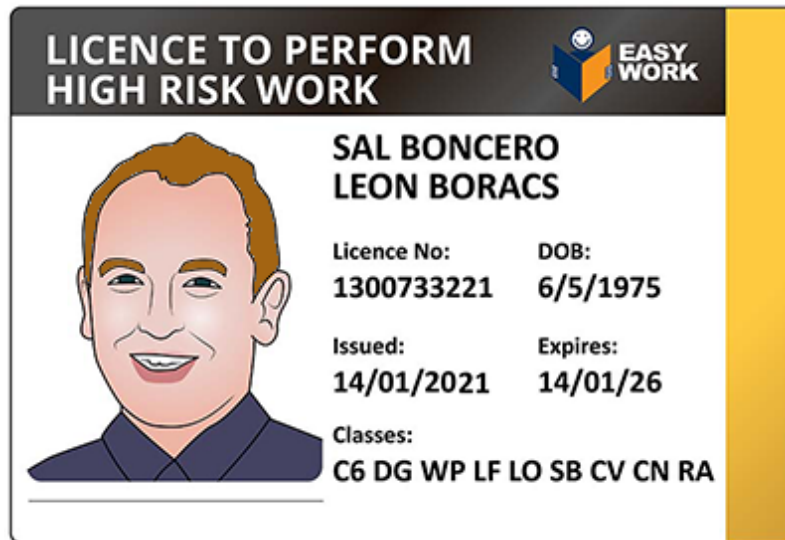 LICENCE TO PERFORM
HIGH RISK WORK
EASY
WORK
SAL BONCERO
LEON BORACS
Licence No: DOB:
1300733221 6/5/1975
Issued: Expires:
14/01/2021 14/01/26
Classes:
C6 DG WP LF LO SB CV CN RA